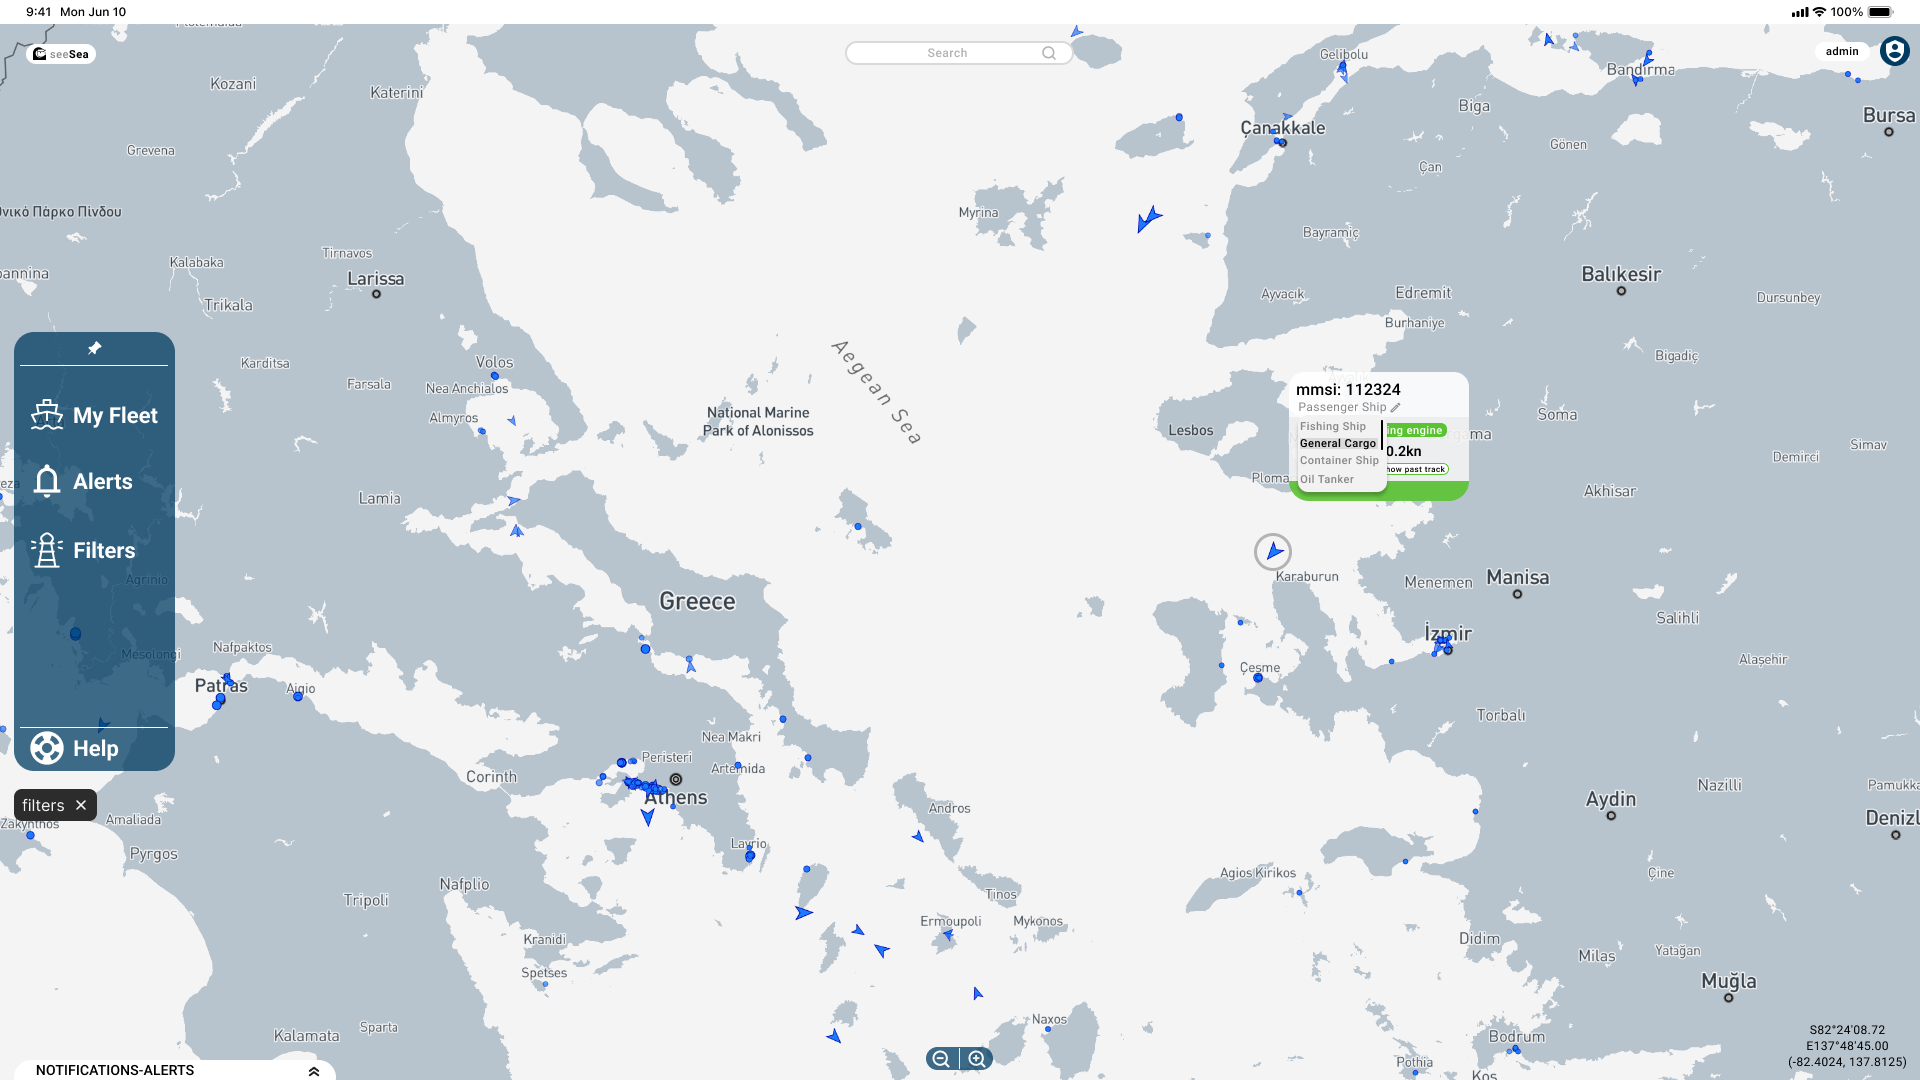 9:41 Mon Jun 10
100%
seeSea
Search
admin
Gelibolu
Bandırma
Kozani
Katerini
Biga
Bursa
Çanakkale
Grevena
Gönen
Çan
Myrina
Bayramiç
Tirnavos
Kalabaka
Larissa
Balıkesir
Trikala
Ayvacık
Edremit
Dursunbey
Burhaniye
Aegean Sea
Volos
Karditsa
Bigadiç
Farsala
Nea Anchialos
mmsi: 112324
Passenger Ship
Fishing Ship
General Cargo
Container Ship
Oil Tanker
ing engine
0.2kn
how past track
National Marine
Park of Alonissos
Almyros
Soma
Lesbos
Simav
Demirci
Ploma
Lamia
Akhisar
My Fleet
Alerts
Filters
Help
filters
Agrinio
Karaburun
Menemen
Manisa
Greece
Salihli
İzmir
Mesolongi
Nafpaktos
Alaşehir
Çeşme
Patras
Aigio
Torbalı
Nea Makri
Peristeri
Artemida
Corinth
Athens
Nazilli
Pamukka
Aydin
Andros
Amaliada
Zakynthos
Denizl
Pyrgos
Lavrio
Agios Kirikos
Çine
Nafplio
Tripoli
Tinos
Ermoupoli
Mykonos
Kranidi
Didim
Milas
Yatağan
Spetses
Muğla
Naxos
Sparta
Kalamata
Bodrum
Pothia
Kos
S82°24'08.72
E137°48'45.00
(-82.4024, 137.8125)
NOTIFICATIONS-ALERTS